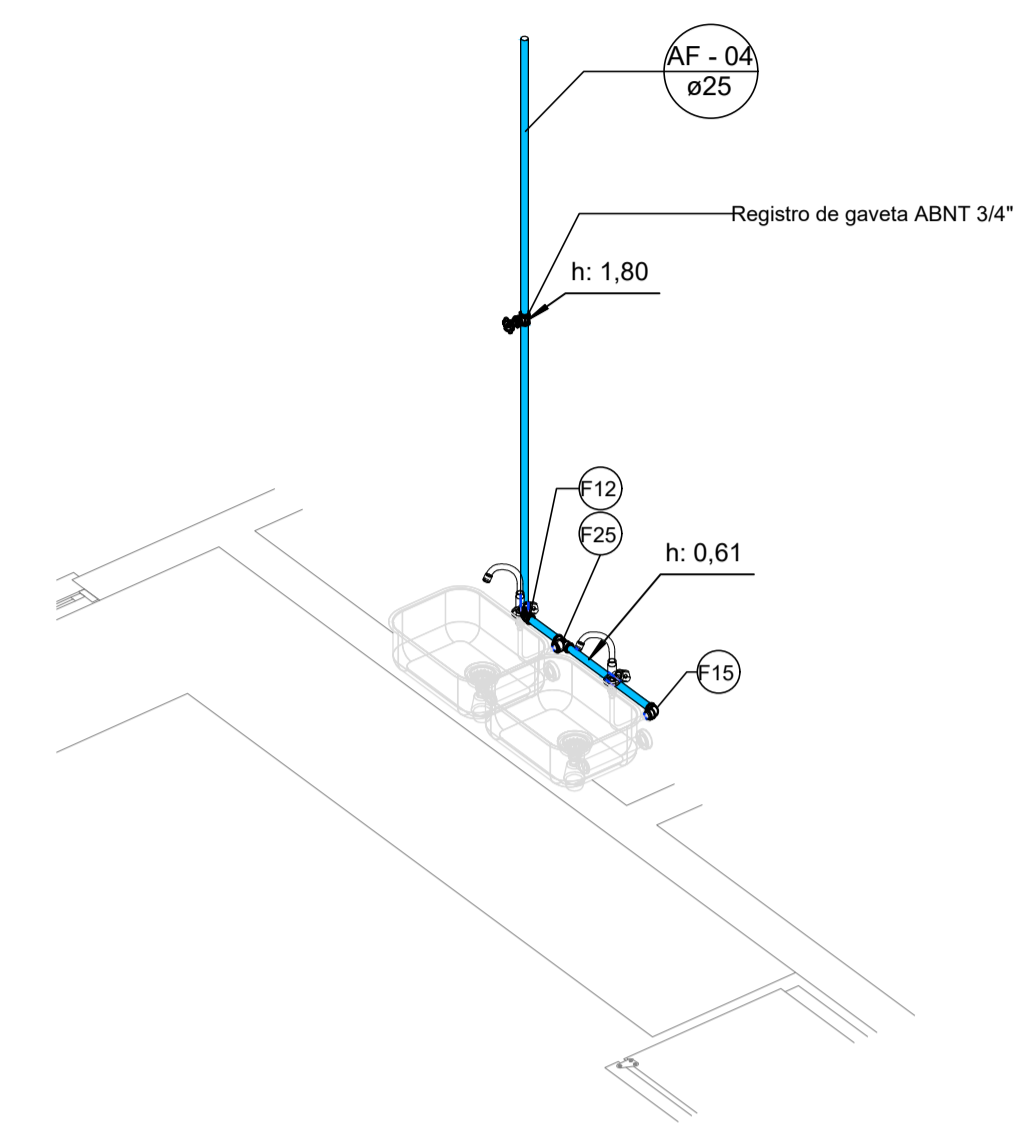 AF - 04
ø25
Registro de gaveta ABNT 3/4"
h: 1,80
F12
F25
h: 0,61
F15